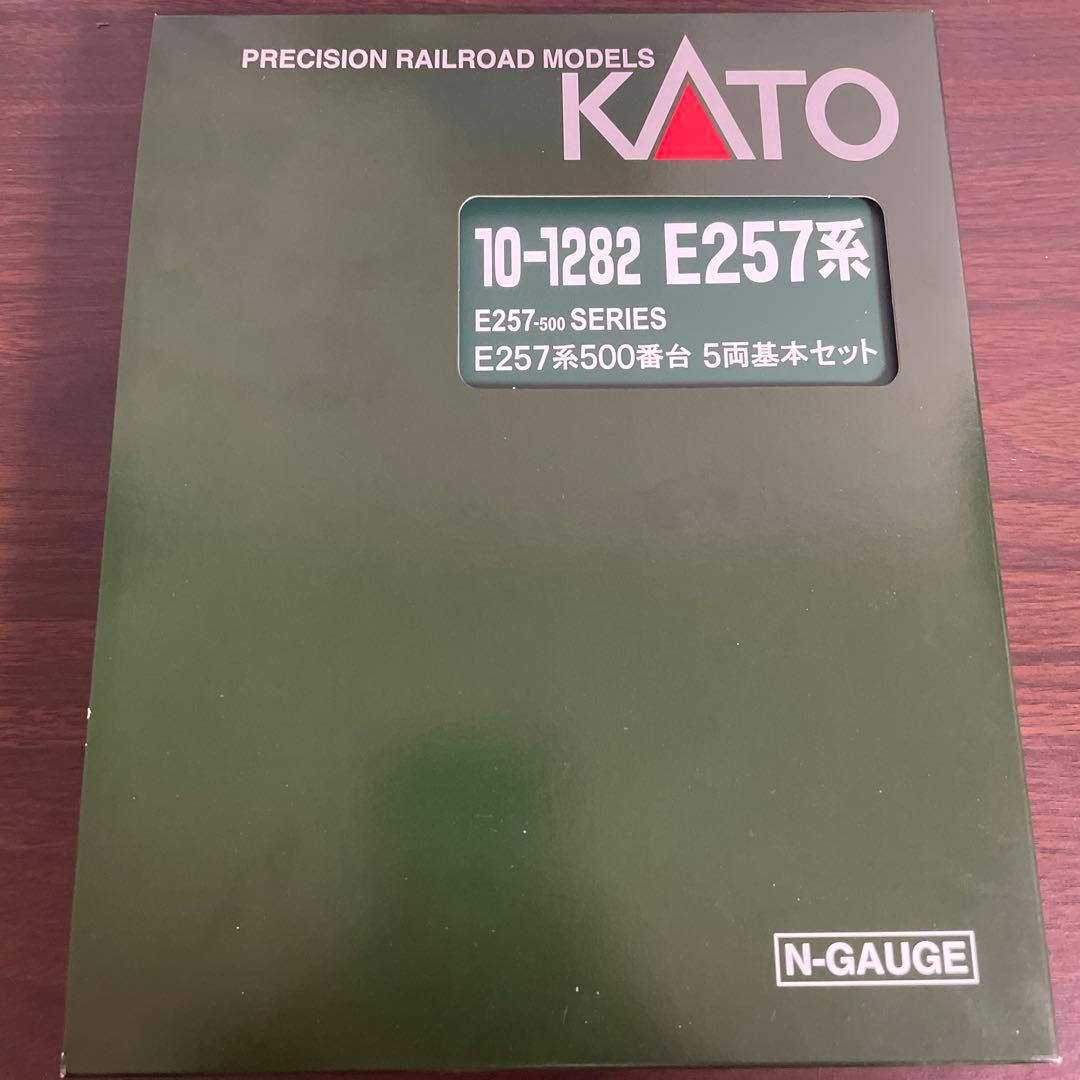 PRECISION RAILROAD MODELS
KATO
10-1282 E257系
E257-500 SERIES
E257系500番台 5両基本セット
N-GAUGE